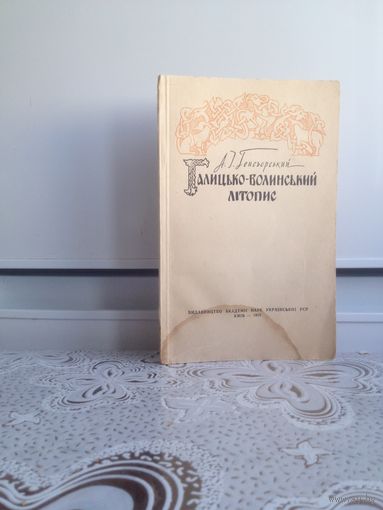 А. І. Генсьорський
Галицько-волинський
літопис
ВИДАВНИЦТВО АКАДЕМІЇ НАУК УКРАЇНСЬКОЇ РСР
КИЇВ —